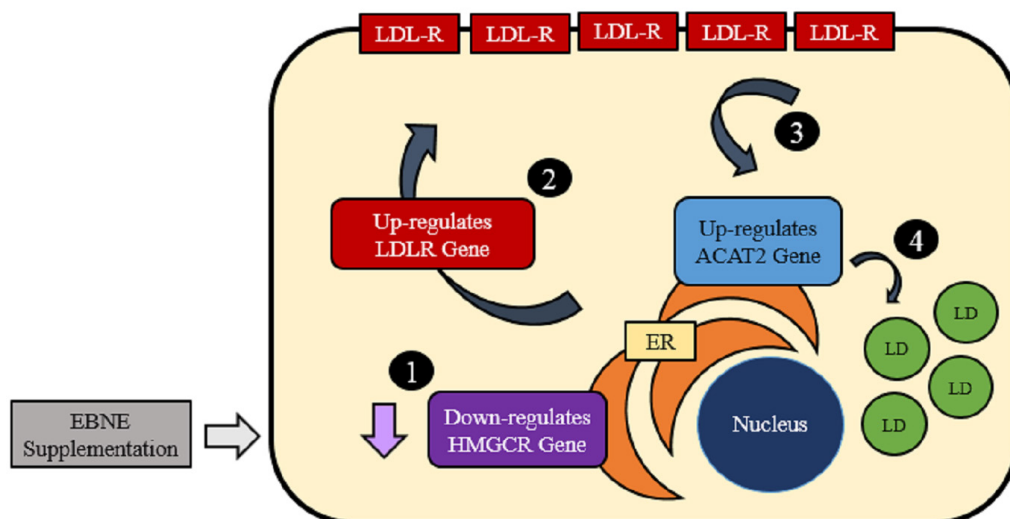 LDL-R LDL-R LDL-R LDL-R LDL-R
3
2
Up-regulates
LDLR Gene
Up-regulates
ACAT2 Gene
4
LD
LD
ER
1
LD
EBNE
Supplementation
Down-regulates
HMGCR Gene
Nucleus
LD